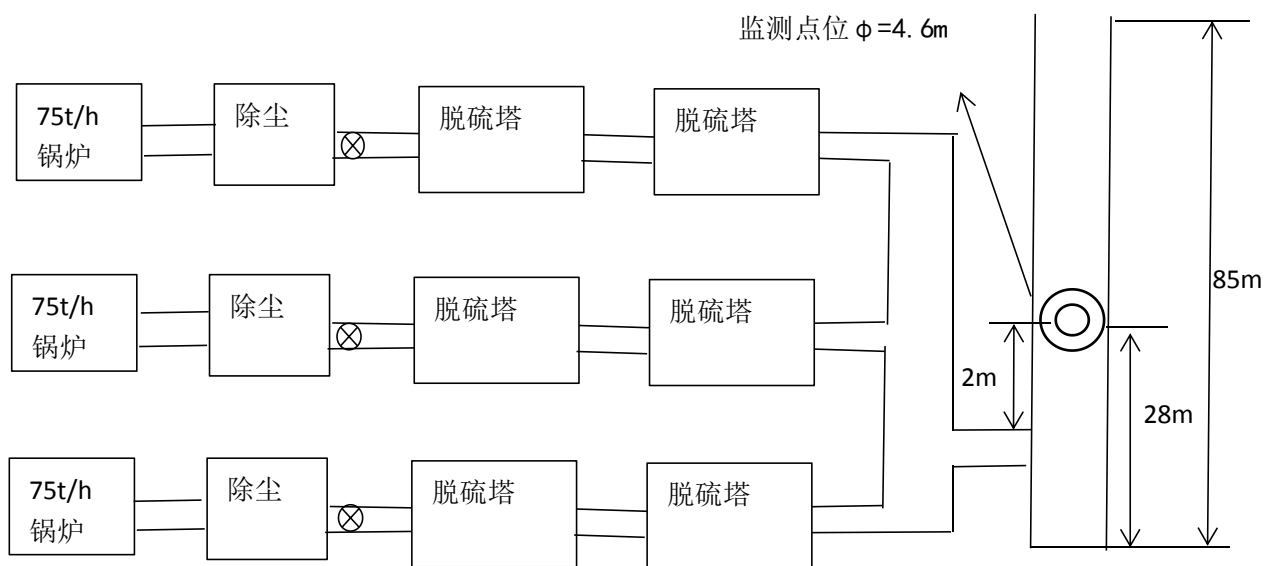 监测点位φ=4.6m
75t/h
锅炉
除尘
脱硫塔
脱硫塔
75t/h
锅炉
除尘
脱硫塔
脱硫塔
85m
2m
28m
75t/h
锅炉
除尘
脱硫塔
脱硫塔